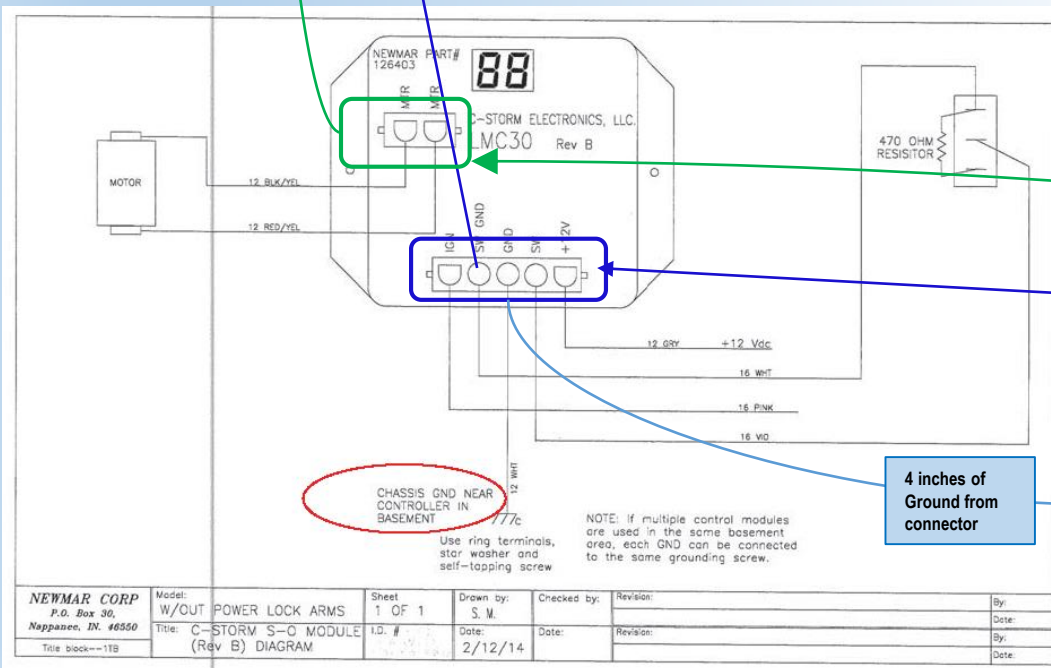 NEWMAR PART#
126403
88
MTR
MTR
C-STORM ELECTRONICS, LLC.
LMC30 Rev B
470 OHM
RESISITOR
MOTOR
12 BLK/YEL
12 RED/YEL
IGN
SW GND
GND
SW
+12V
12 GRY +12 Vdc
16 WHT
16 PINK
16 VIO
12 WHT
4 inches of
Ground from
connector
CHASSIS GND NEAR
CONTROLLER IN
BASEMENT
C
Use ring terminals,
star washer and
self-tapping screw
NOTE: If multiple control modules
are used in the same basement
area, each GND can be connected
to the same grounding screw.
NEWMAR CORP
P.O. Box 30,
Nappanee, IN. 46550
Title block--1TB
Model:
W/OUT POWER LOCK ARMS
Title: C-STORM S-O MODULE
(Rev B) DIAGRAM
Sheet
1 OF 1
I.D. #
Drawn by:
S. M.
Date:
2/12/14
Checked by:
Date:
Revision:
Revision:
By:
Date:
By:
Date: